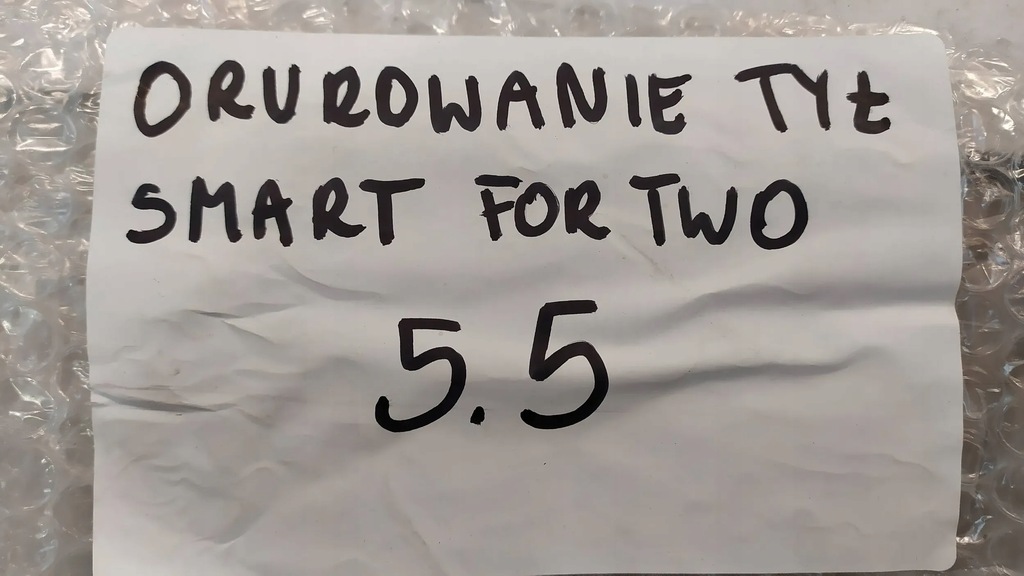 ORUROWANIE TYŁ
SMART FOR TWO
5.5